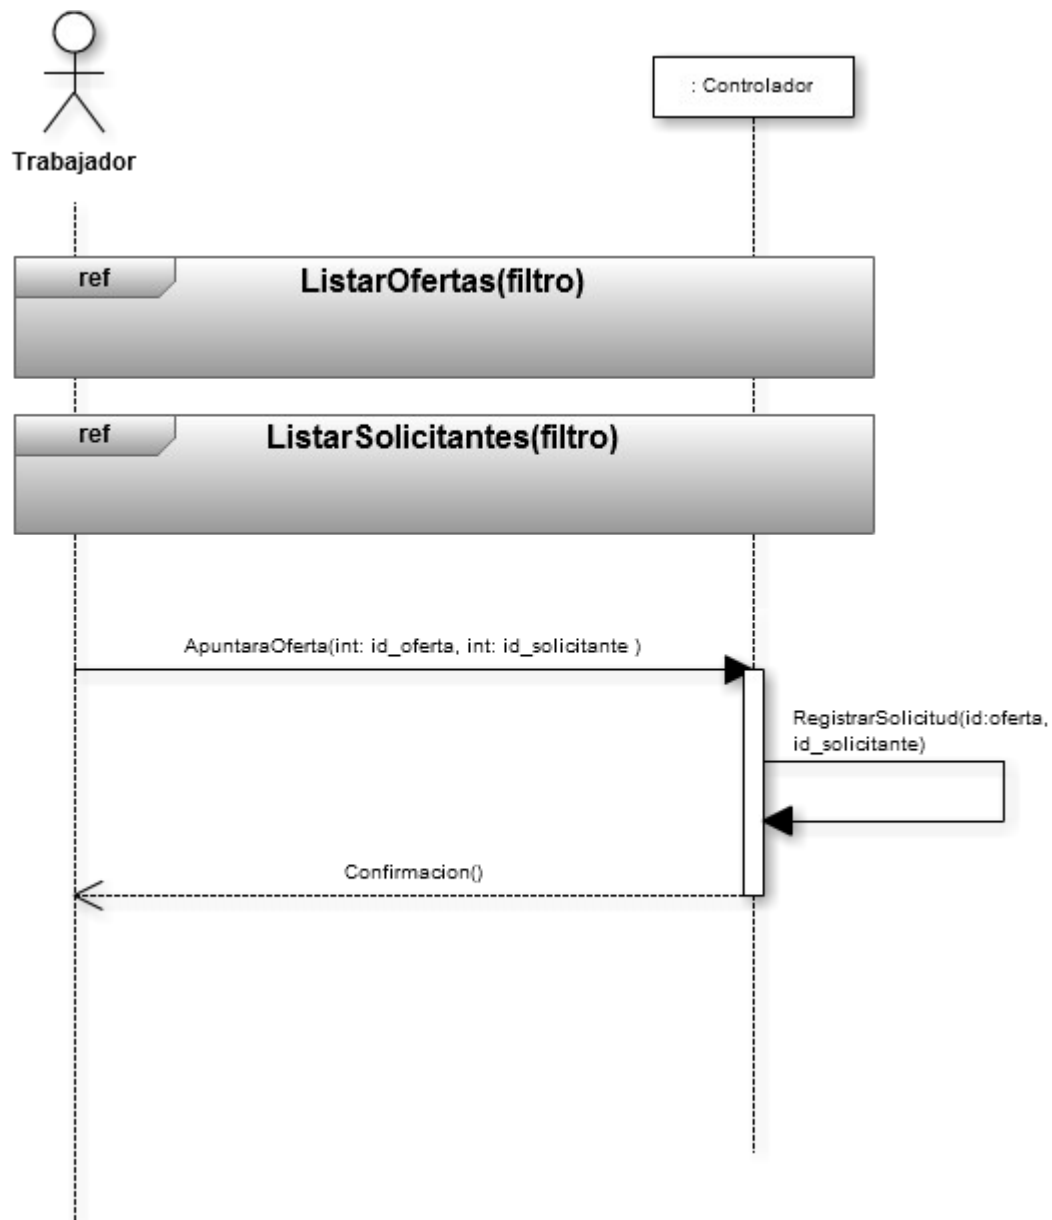 : Controlador
Trabajador
ref
ListarOfertas(filtro)
ref
ListarSolicitantes(filtro)
ApuntaraOferta(int: id_oferta, int: id_solicitante )
RegistrarSolicitud(id:oferta,
id_solicitante)
Confirmacion()